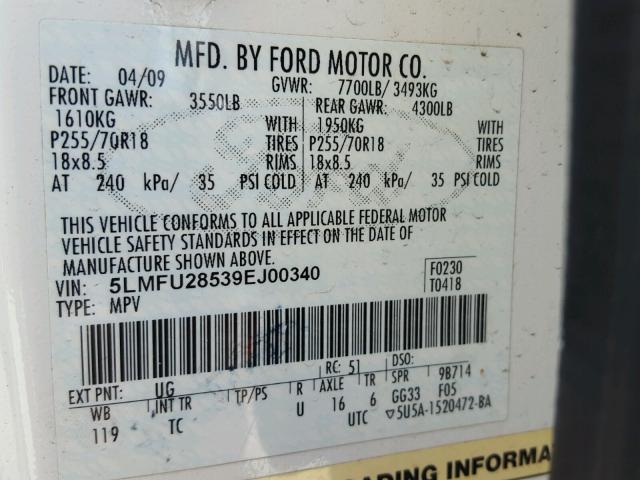 MFD. BY FORD MOTOR CO.
DATE: 04/09 GVWR: 7700LB/ 3493KG
FRONT GAWR: 3550LB REAR GAWR: 4300LB
1610KG WITH 1950KG WITH
P255/70R18 TIRES P255/70R18 TIRES
18x8.5 RIMS 18x8.5 RIMS
AT 240 kPa/ 35 PSI COLD AT 240 kPa/ 35 PSI COLD
THIS VEHICLE CONFORMS TO ALL APPLICABLE FEDERAL MOTOR
VEHICLE SAFETY STANDARDS IN EFFECT ON THE DATE OF
MANUFACTURE SHOWN ABOVE.
VIN: 5LMFU28539EJ00340 F0230
TYPE: MPV T0418
EXT PNT: UG RC: 51 DSO:
WB INT TR TP/PS R AXLE TR SPR 9B714
119 TC U 16 6 GG33 F05
UTC ▽5U5A-1520472-BA
ADING INFORMA